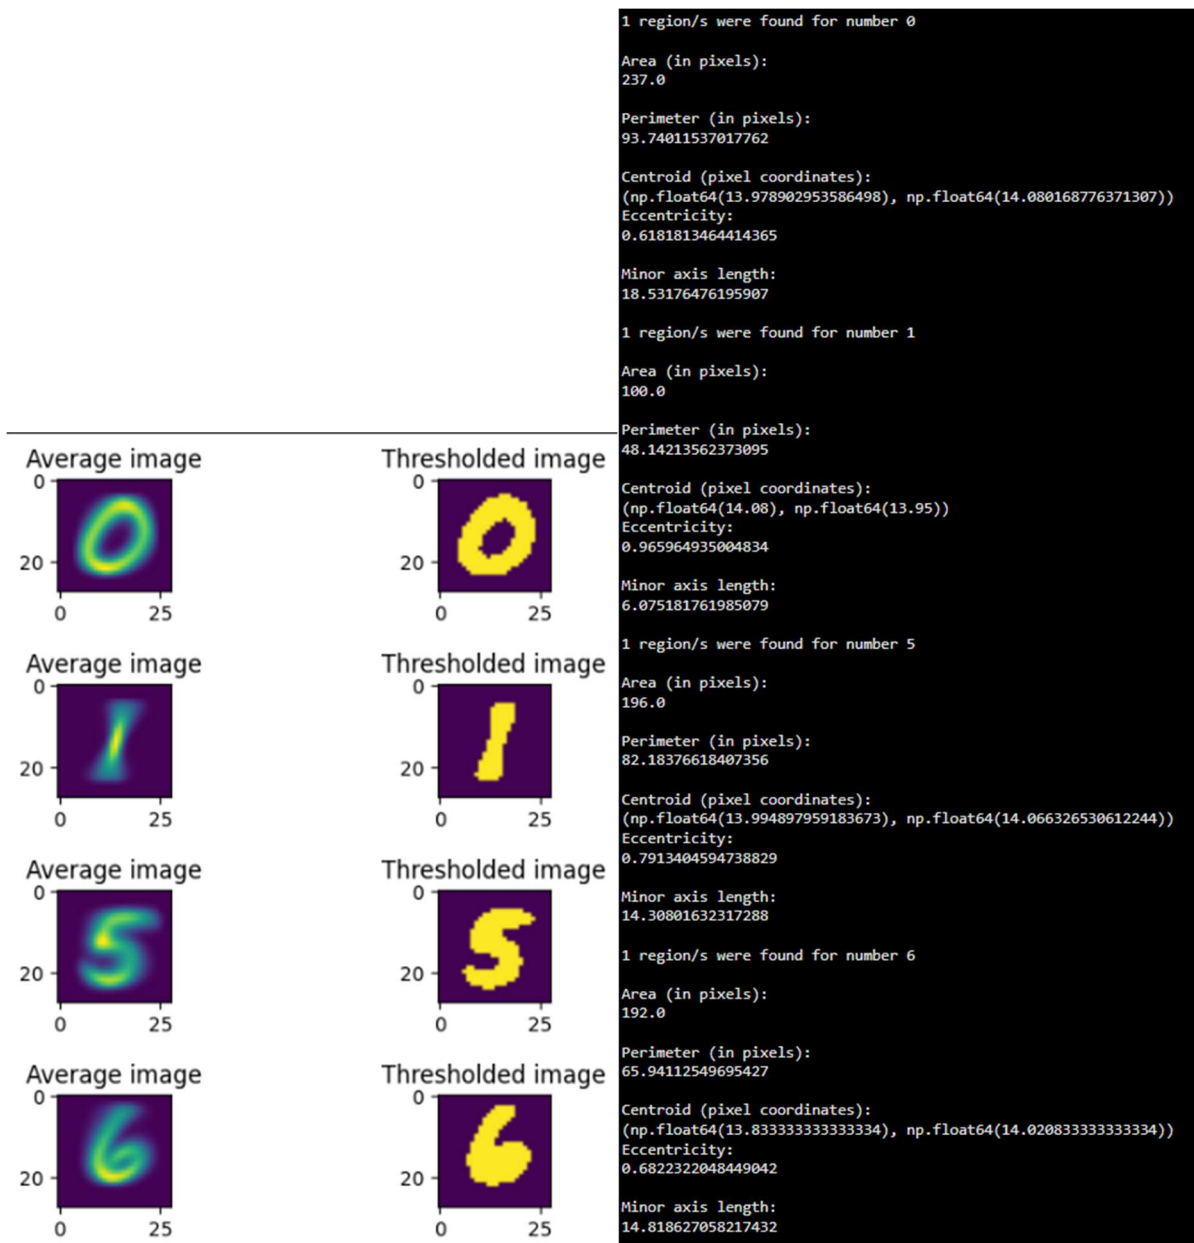 Average image
Thresholded image
0
20
0
25
0
20
0
25
Average image
Thresholded image
0
20
0
25
0
20
0
25
Average image
Thresholded image
0
20
0
25
0
20
0
25
Average image
Thresholded image
0
20
0
25
0
20
0
25
1 region/s were found for number 0
Area (in pixels):
237.0
Perimeter (in pixels):
93.74011537017762
Centroid (pixel coordinates):
(np.float64(13.978902953586498), np.float64(14.080168776371307))
Eccentricity:
0.6181813464414365
Minor axis length:
18.53176476195907
1 region/s were found for number 1
Area (in pixels):
100.0
Perimeter (in pixels):
48.14213562373095
Centroid (pixel coordinates):
(np.float64(14.08), np.float64(13.95))
Eccentricity:
0.965964935004834
Minor axis length:
6.075181761985079
1 region/s were found for number 5
Area (in pixels):
196.0
Perimeter (in pixels):
82.18376618407356
Centroid (pixel coordinates):
(np.float64(13.994897959183673), np.float64(14.066326530612244))
Eccentricity:
0.7913404594738829
Minor axis length:
14.30801632317288
1 region/s were found for number 6
Area (in pixels):
192.0
Perimeter (in pixels):
65.94112549695427
Centroid (pixel coordinates):
(np.float64(13.833333333333334), np.float64(14.020833333333334))
Eccentricity:
0.6822322048449042
Minor axis length:
14.818627058217432